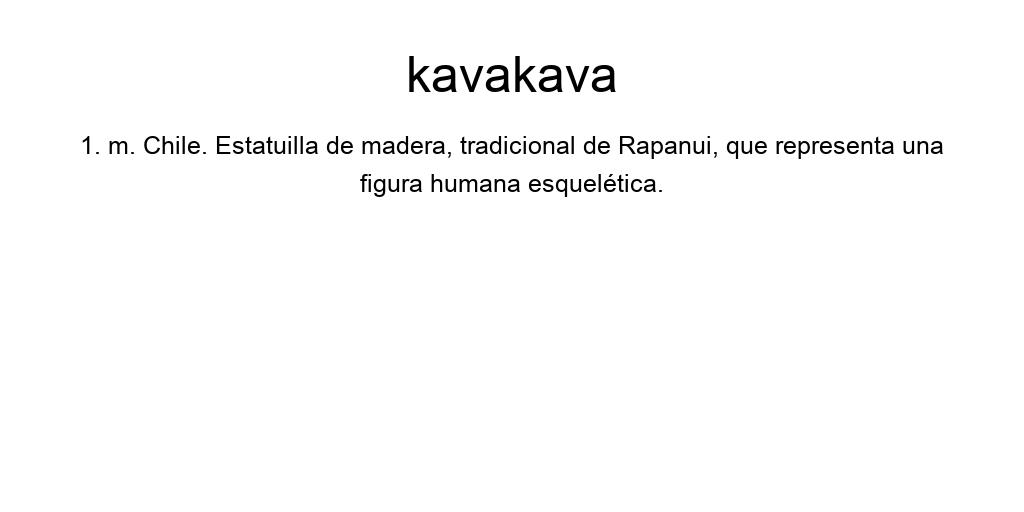 kavakava
1. m. Chile. Estatuilla de madera, tradicional de Rapanui, que representa una
figura humana esquelética.